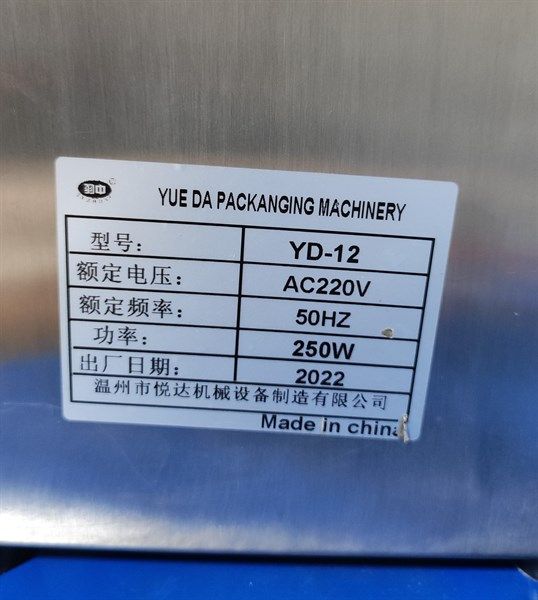 羽中
YUE DA PACKANGING MACHINERY
型号： YD-12
额定电压： AC220V
额定频率： 50HZ
功率： 250W
出厂日期： 2022
温州市悦达机械设备制造有限公司
Made in china